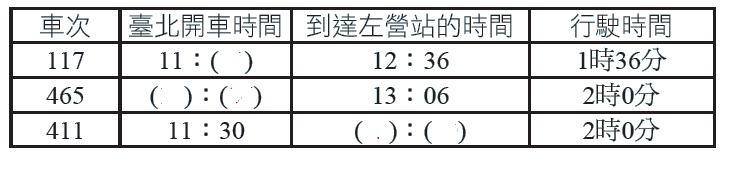 車次 臺北開車時間 到達左營站的時間 行駛時間
117 11：( ) 12：36 1時36分
465 ( )：( ) 13：06 2時0分
411 11：30 ( )：( ) 2時0分